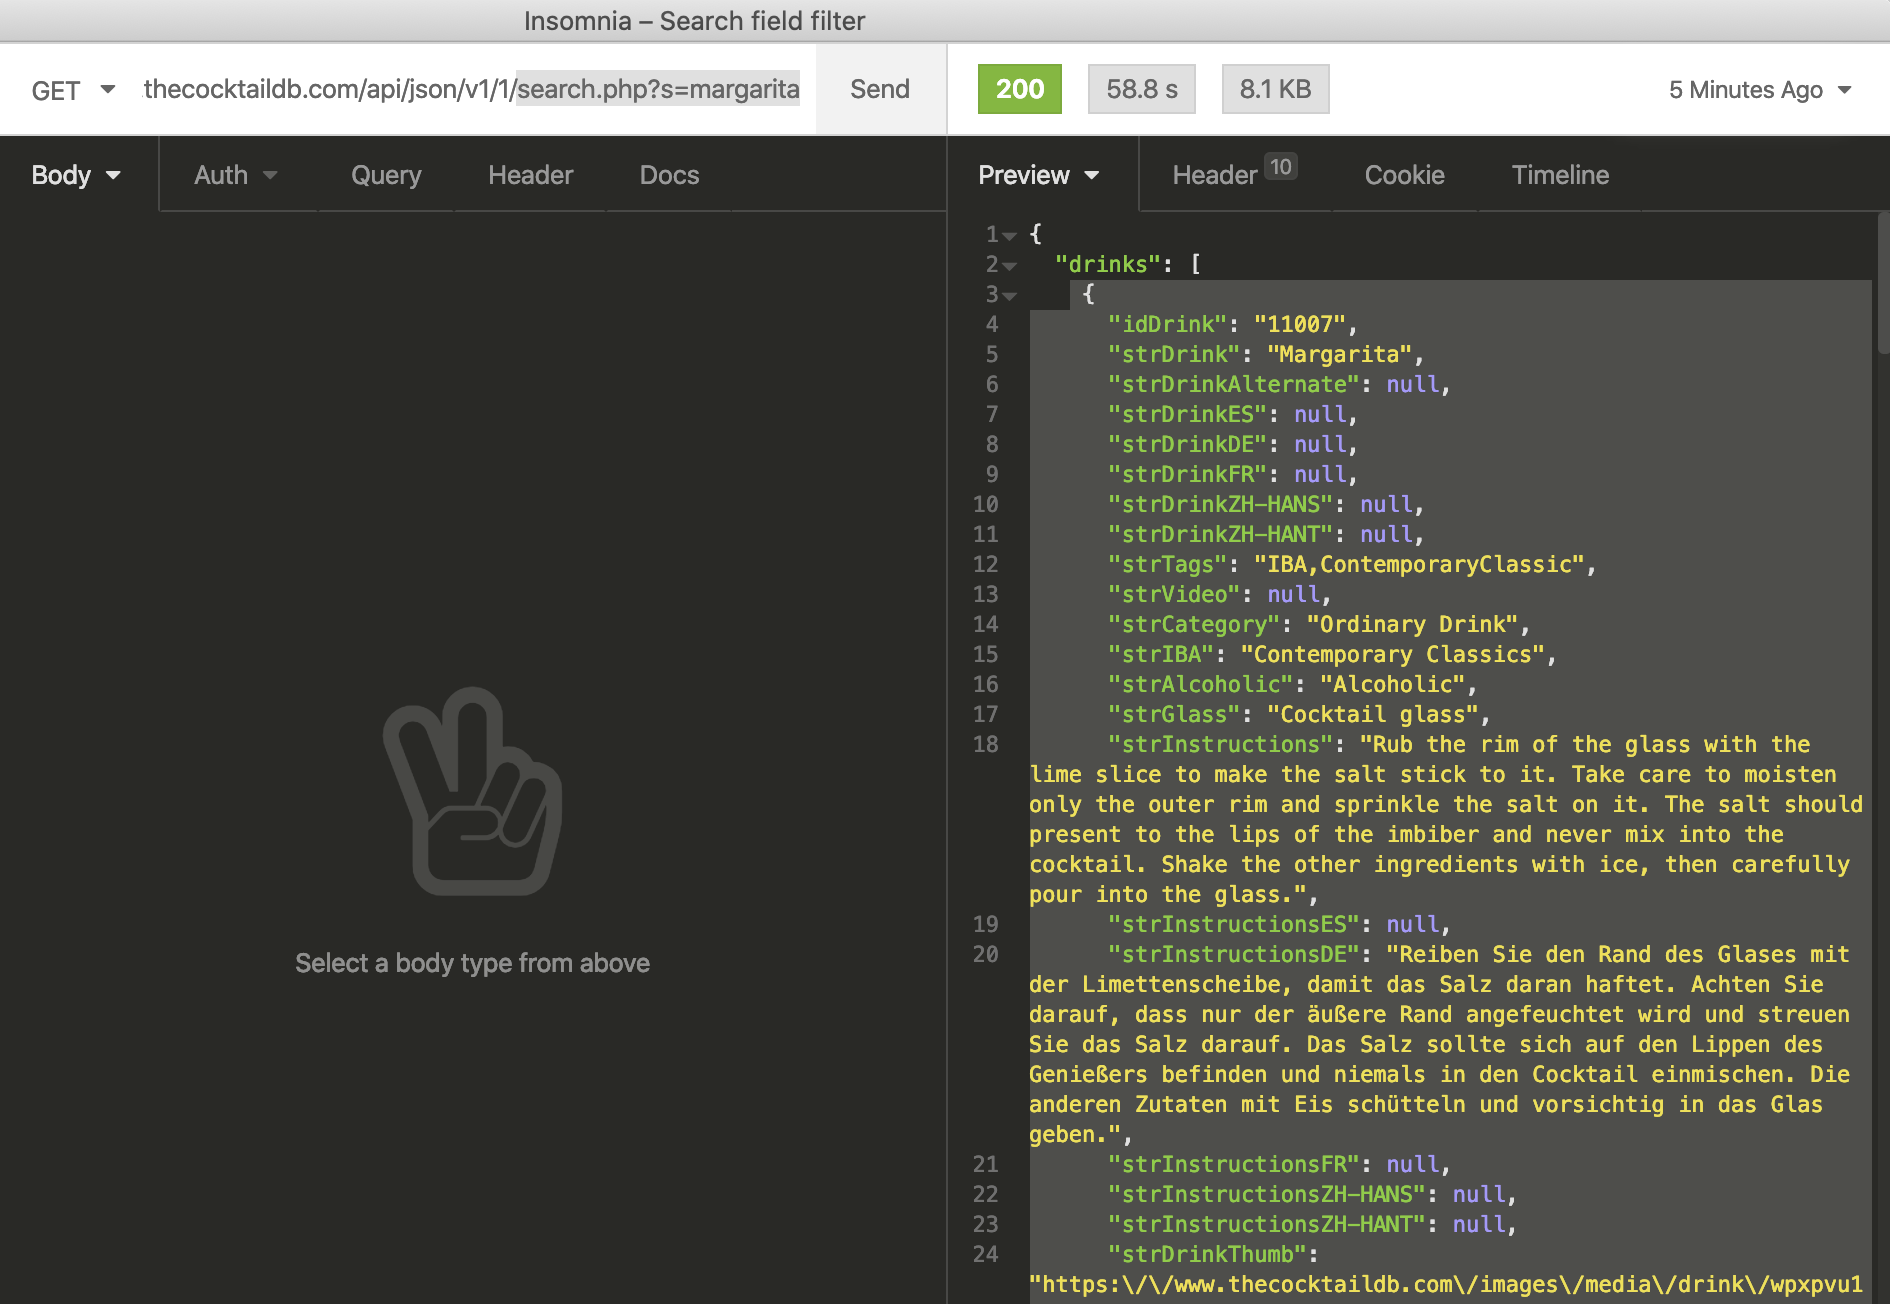 Insomnia – Search field filter
GET thecocktaildb.com/api/json/v1/1/search.php?s=margarita Send 200 58.8 s 8.1 KB 5 Minutes Ago
Body Auth Query Header Docs Preview Header 10 Cookie Timeline
Select a body type from above
1 {
2 "drinks": [
3 {
4 "idDrink": "11007",
5 "strDrink": "Margarita",
6 "strDrinkAlternate": null,
7 "strDrinkES": null,
8 "strDrinkDE": null,
9 "strDrinkFR": null,
10 "strDrinkZH-HANS": null,
11 "strDrinkZH-HANT": null,
12 "strTags": "IBA,ContemporaryClassic",
13 "strVideo": null,
14 "strCategory": "Ordinary Drink",
15 "strIBA": "Contemporary Classics",
16 "strAlcoholic": "Alcoholic",
17 "strGlass": "Cocktail glass",
18 "strInstructions": "Rub the rim of the glass with the
lime slice to make the salt stick to it. Take care to moisten
only the outer rim and sprinkle the salt on it. The salt should
present to the lips of the imbiber and never mix into the
cocktail. Shake the other ingredients with ice, then carefully
pour into the glass.",
19 "strInstructionsES": null,
20 "strInstructionsDE": "Reiben Sie den Rand des Glases mit
der Limettenscheibe, damit das Salz daran haftet. Achten Sie
darauf, dass nur der äußere Rand angefeuchtet wird und streuen
Sie das Salz darauf. Das Salz sollte sich auf den Lippen des
Genießers befinden und niemals in den Cocktail einmischen. Die
anderen Zutaten mit Eis schütteln und vorsichtig in das Glas
geben.",
21 "strInstructionsFR": null,
22 "strInstructionsZH-HANS": null,
23 "strInstructionsZH-HANT": null,
24 "strDrinkThumb":
"https:\/\/www.thecocktaildb.com\/images\/media\/drink\/wpxpvu1